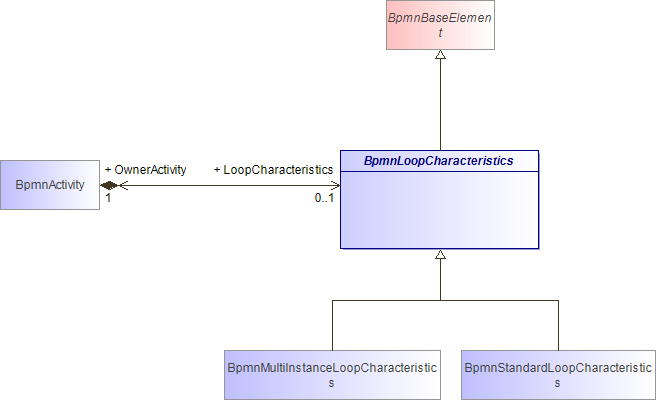 BpmnBaseElemen
t
BpmnLoopCharacteristics
+ OwnerActivity
+ LoopCharacteristics
BpmnActivity
1
0..1
BpmnMultiInstanceLoopCharacteristic
s
BpmnStandardLoopCharacteristic
s